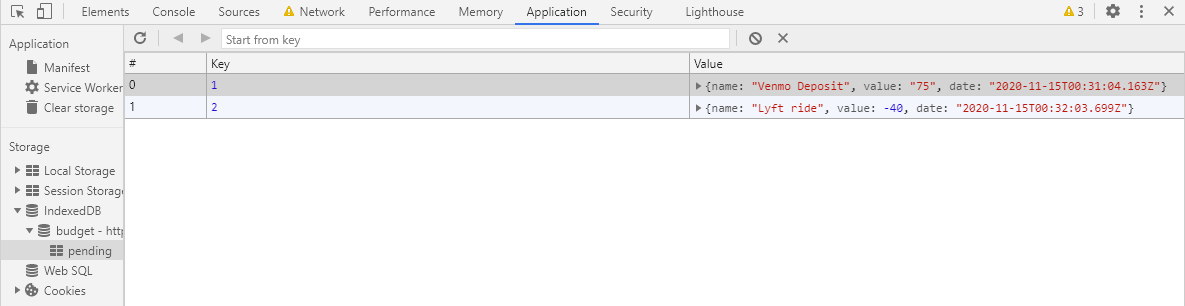 Elements Console Sources Network Performance Memory Application Security Lighthouse 3
Application
Manifest
Service Worker
Clear storage
Storage
Local Storage
Session Storage
IndexedDB
budget - htt
pending
Web SQL
Cookies
Start from key
# Key Value
0 1 {name: "Venmo Deposit", value: "75", date: "2020-11-15T00:31:04.163Z"}
1 2 {name: "Lyft ride", value: -40, date: "2020-11-15T00:32:03.699Z"}